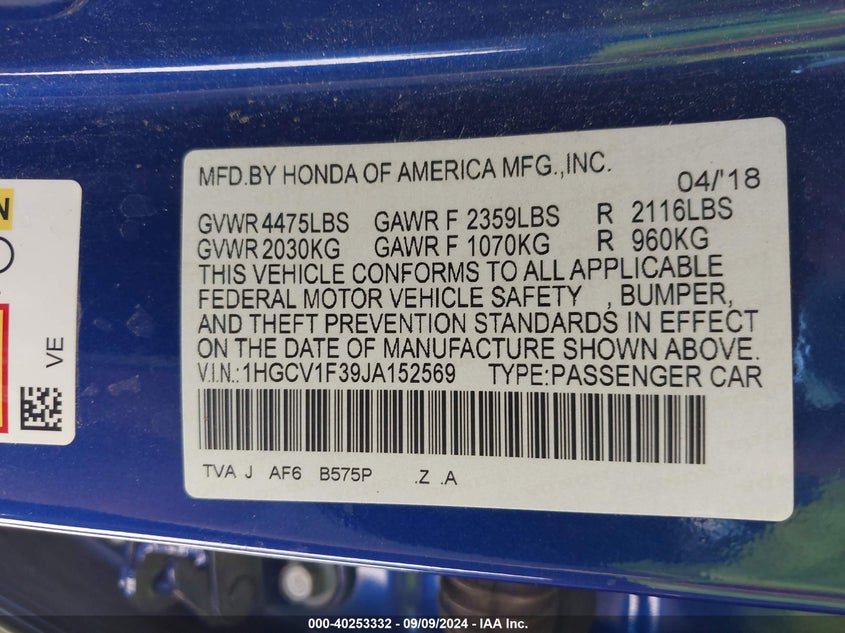 MFD.BY HONDA OF AMERICA MFG.,INC. 04/'18
GVWR 4475LBS GAWR F 2359LBS R 2116LBS
GVWR 2030KG GAWR F 1070KG R 960KG
THIS VEHICLE CONFORMS TO ALL APPLICABLE
FEDERAL MOTOR VEHICLE SAFETY , BUMPER,
AND THEFT PREVENTION STANDARDS IN EFFECT
ON THE DATE OF MANUFACTURE SHOWN ABOVE.
V.I.N.:1HGCV1F39JA152569 TYPE:PASSENGER CAR
TVA J AF6 B575P .Z .A
N
VE
000-40253332 - 09/09/2024 - IAA Inc.